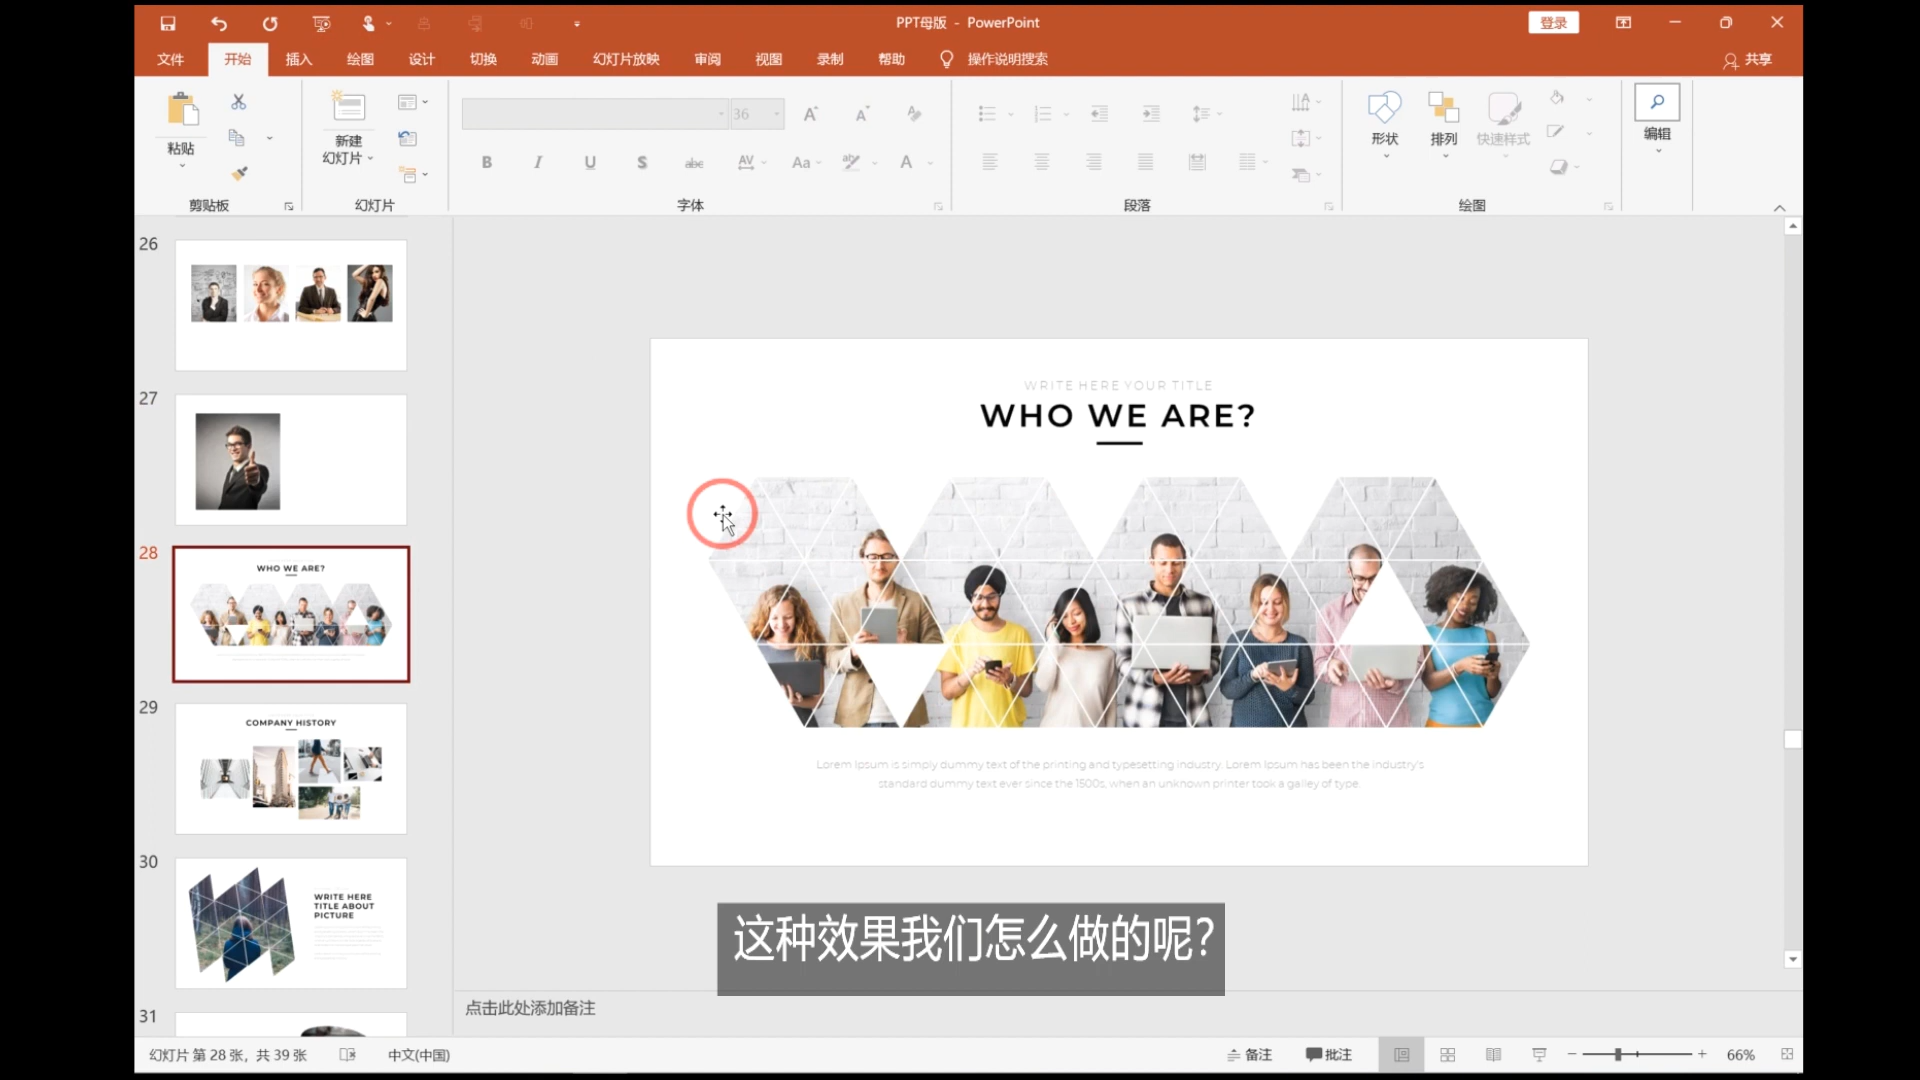 PPT母版 - PowerPoint
登录
文件 开始 插入 绘图 设计 切换 动画 幻灯片放映 审阅 视图 录制 帮助 操作说明搜索 共享
粘贴
新建
幻灯片
36
B I U S abc AV Aa A
形状 排列 快速样式 编辑
剪贴板 幻灯片 字体 段落 绘图
26
27
28
WHO WE ARE?
29
COMPANY HISTORY
30
WRITE HERE
TITLE ABOUT
PICTURE
31
WRITE HERE YOUR TITLE
WHO WE ARE?
Lorem Ipsum is simply dummy text of the printing and typesetting industry. Lorem Ipsum has been the industry's
standard dummy text ever since the 1500s, when an unknown printer took a galley of type.
这种效果我们怎么做的呢?
点击此处添加备注
幻灯片 第 28 张，共 39 张 中文(中国) 备注 批注 66%